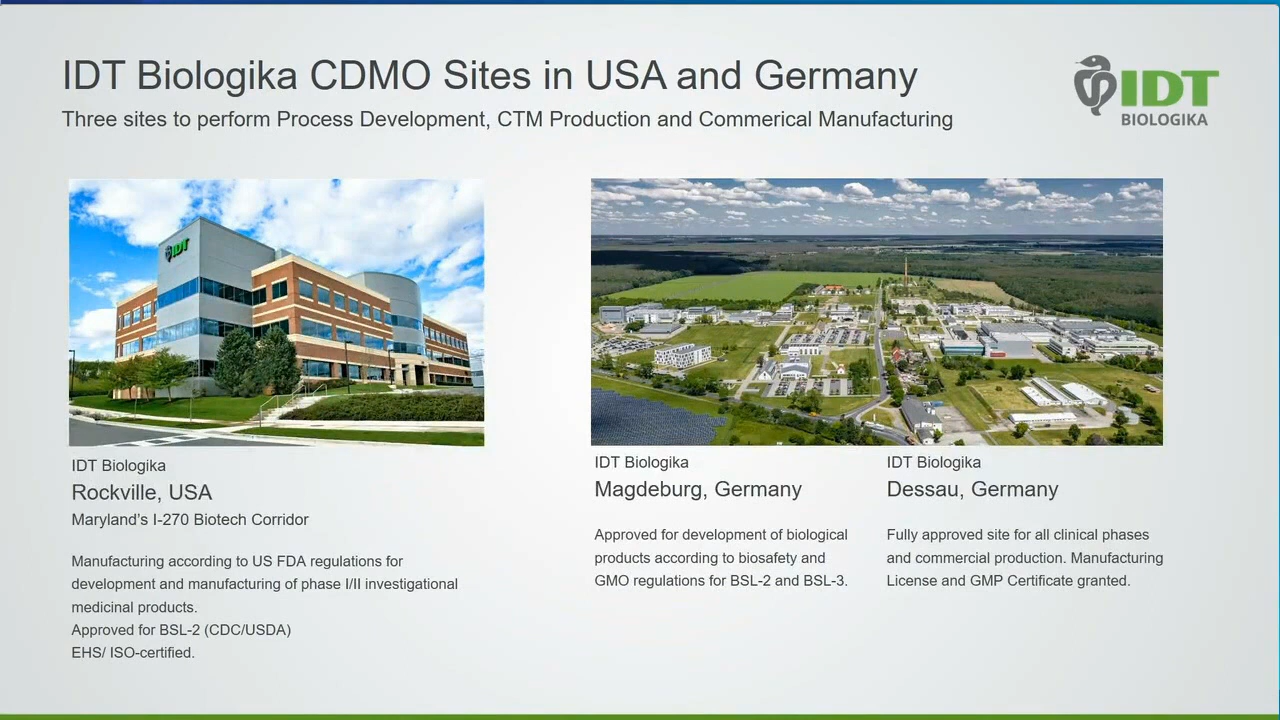 IDT Biologika CDMO Sites in USA and Germany
Three sites to perform Process Development, CTM Production and Commerical Manufacturing
IDT
BIOLOGIKA
IDT
IDT Biologika
Rockville, USA
Maryland's I-270 Biotech Corridor
Manufacturing according to US FDA regulations for
development and manufacturing of phase I/II investigational
medicinal products.
Approved for BSL-2 (CDC/USDA)
EHS/ ISO-certified.
IDT Biologika
Magdeburg, Germany
Approved for development of biological
products according to biosafety and
GMO regulations for BSL-2 and BSL-3.
IDT Biologika
Dessau, Germany
Fully approved site for all clinical phases
and commercial production. Manufacturing
License and GMP Certificate granted.